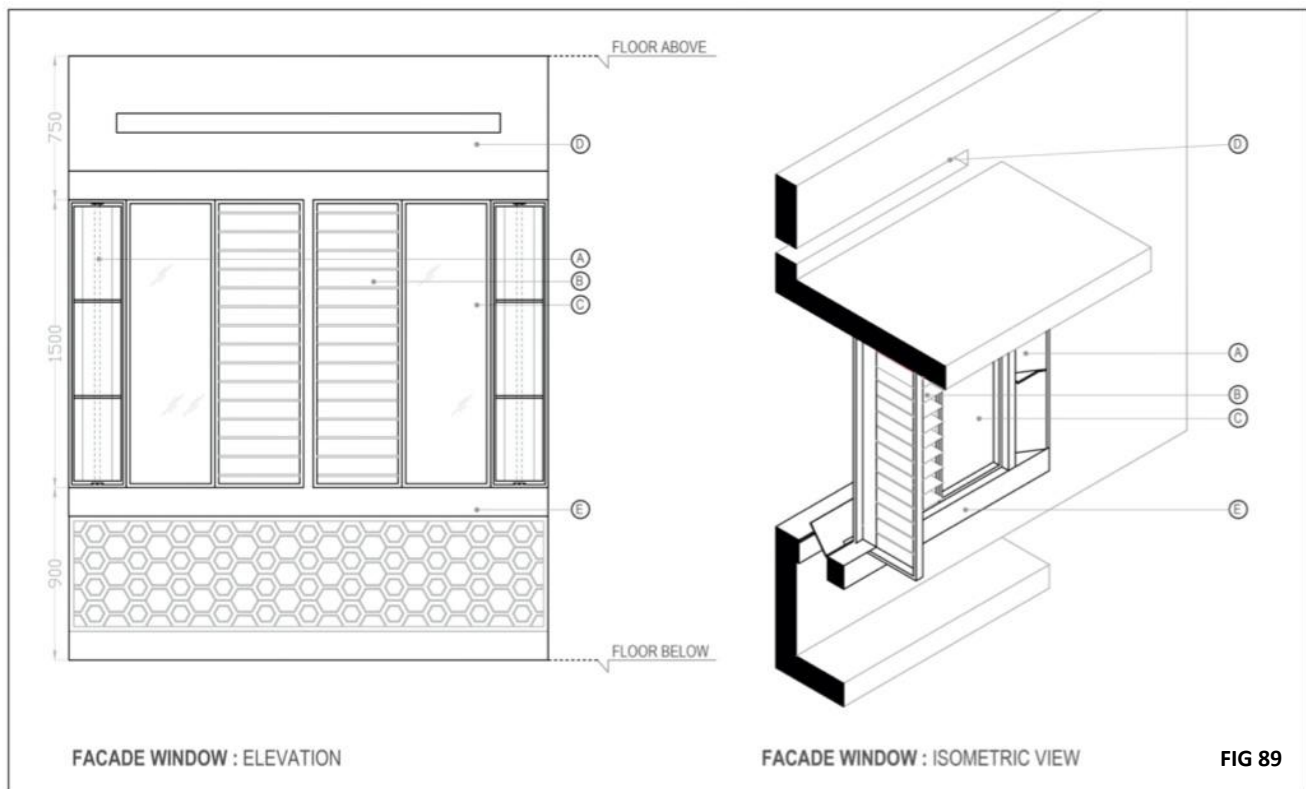 FLOOR ABOVE
750
D
D
A
A
1500
B
B
C
C
E
E
900
FLOOR BELOW
FACADE WINDOW : ELEVATION
FACADE WINDOW : ISOMETRIC VIEW
FIG 89